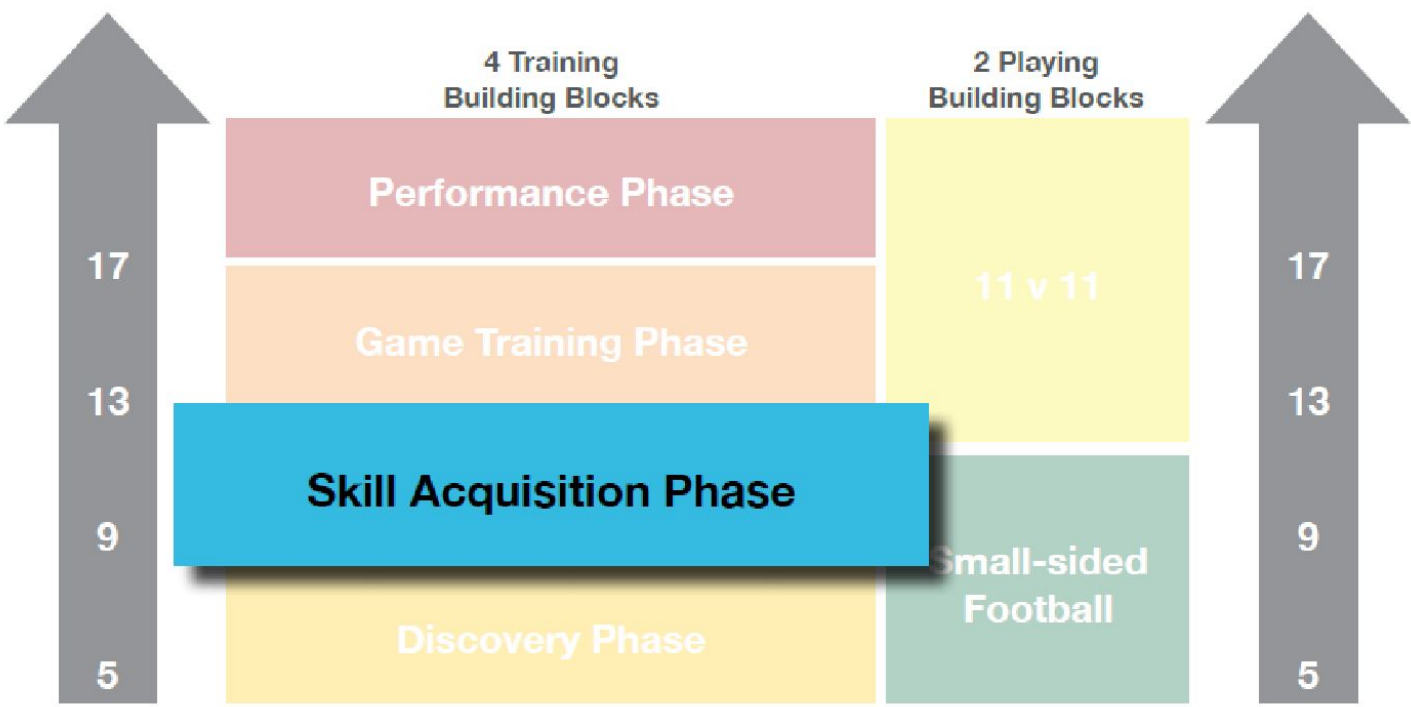 4 Training
Building Blocks
2 Playing
Building Blocks
Performance Phase
17
17
11 v 11
Game Training Phase
13
13
Skill Acquisition Phase
9
9
Small-sided
Football
Discovery Phase
5
5